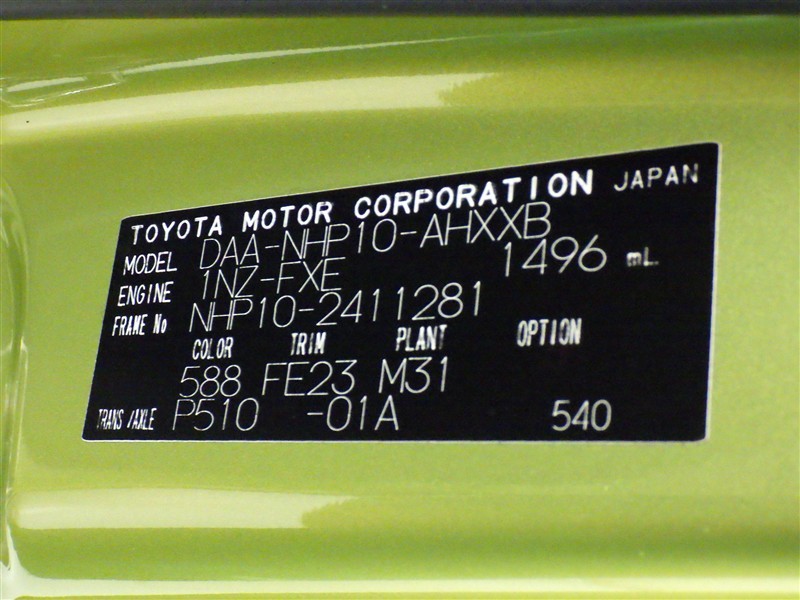 TOYOTA MOTOR CORPORATION JAPAN
MODEL DAA-NHP10-AHXXB
ENGINE 1NZ-FXE 1496 mL.
FRAME No NHP10-2411281
COLOR TRIM PLANT OPTION
588 FE23 M31
TRANS/AXLE P510 -01A 540